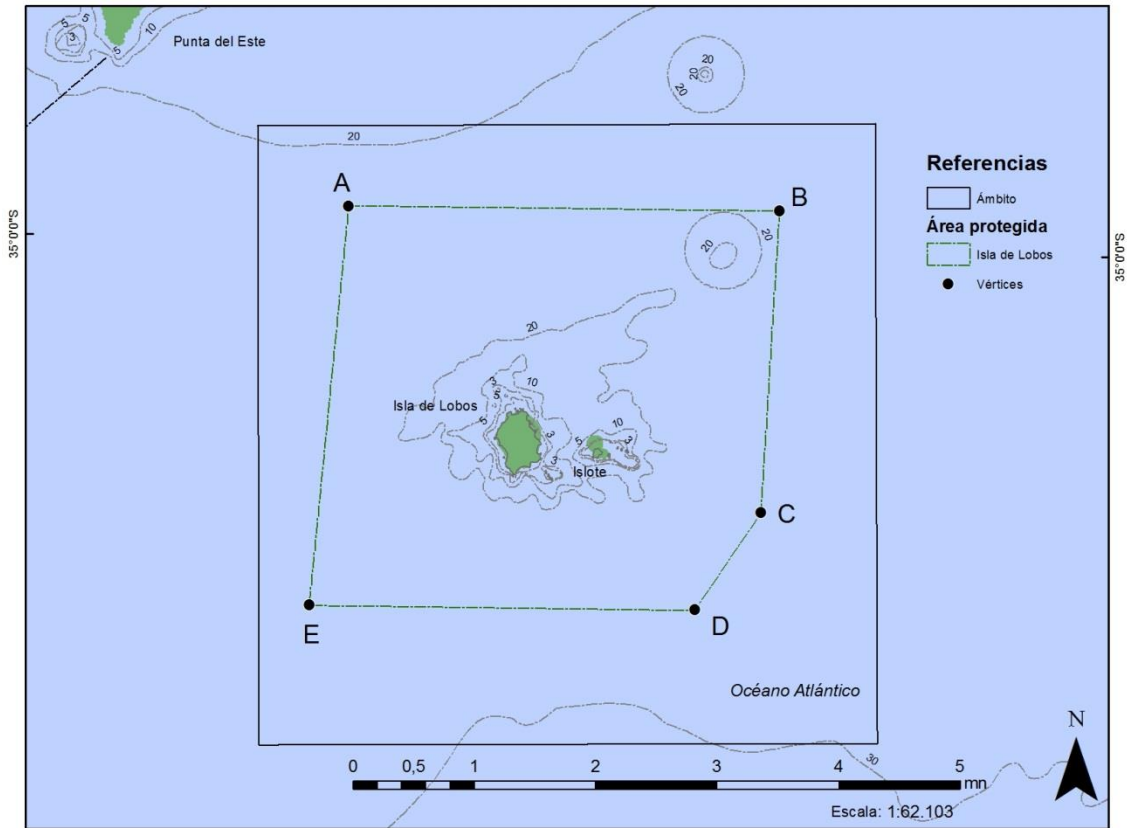 5
5
10
3
5
Punta del Este
20
20
20
20
20
A
B
35°0'0"S
35°0'0"S
20
20
Referencias
Ámbito
Área protegida
Isla de Lobos
Vértices
20
3
10
5
Isla de Lobos
5
3
10
5
3
3
Islote
C
E
D
Océano Atlántico
30
N
0 0,5 1 2 3 4 5
mn
Escala: 1:62.103